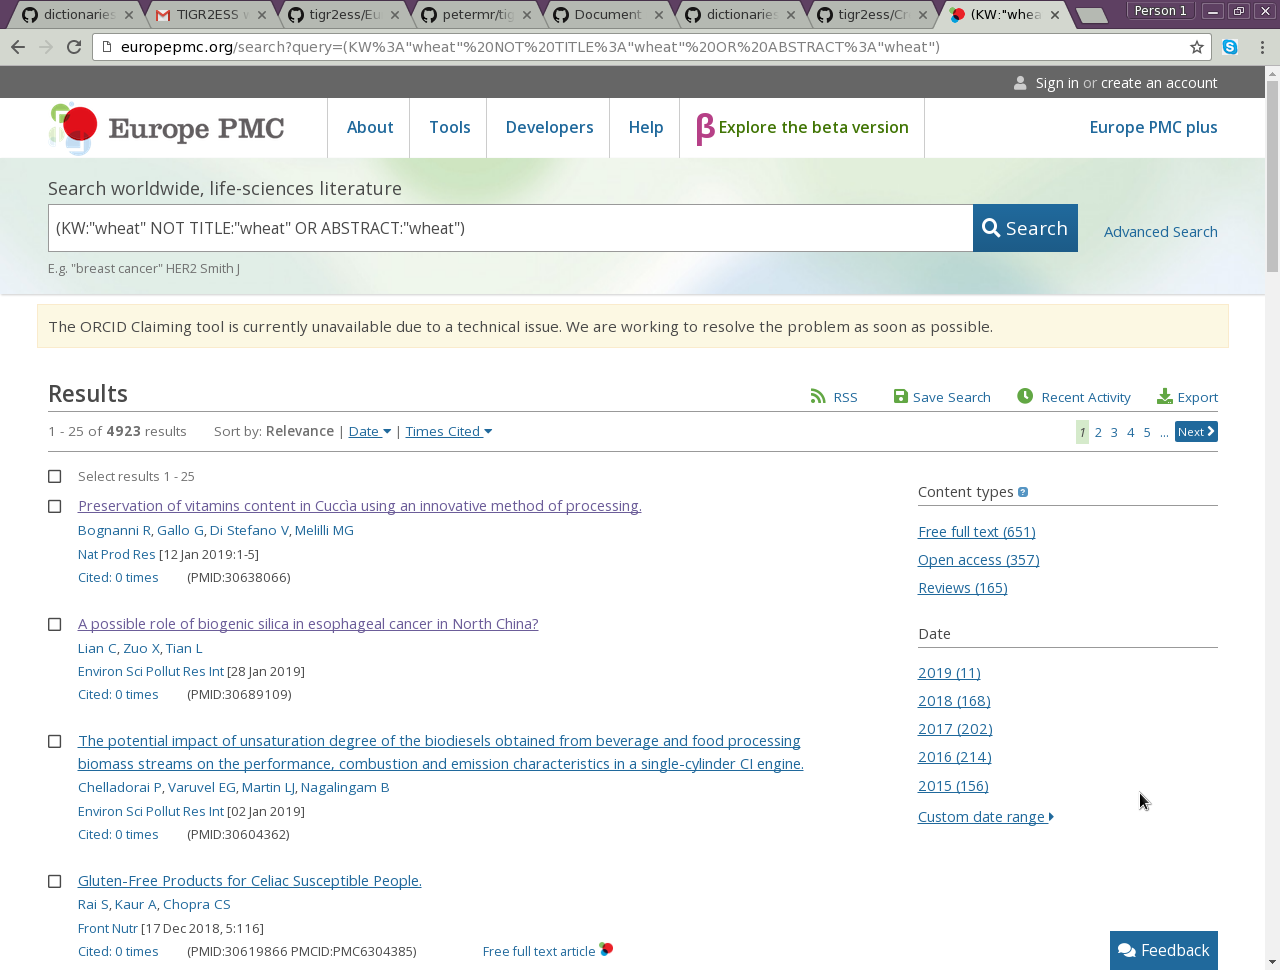 dictionaries
TIGR2ESS w
tigr2ess/Eu
petermr/tig
Document
dictionaries
tigr2ess/Cr
(KW:"whea
Person 1
europepmc.org/search?query=(KW%3A"wheat"%20NOT%20TITLE%3A"wheat"%20OR%20ABSTRACT%3A"wheat")
Sign in or create an account
Europe PMC
About
Tools
Developers
Help
β Explore the beta version
Europe PMC plus
Search worldwide, life-sciences literature
(KW:"wheat" NOT TITLE:"wheat" OR ABSTRACT:"wheat")
Search
Advanced Search
E.g. "breast cancer" HER2 Smith J
The ORCID Claiming tool is currently unavailable due to a technical issue. We are working to resolve the problem as soon as possible.
Results
RSS
Save Search
Recent Activity
Export
1 - 25 of 4923 results
Sort by: Relevance | Date | Times Cited
1 2 3 4 5 ... Next
Select results 1 - 25
Preservation of vitamins content in Cuccìa using an innovative method of processing.
Bognanni R, Gallo G, Di Stefano V, Melilli MG
Nat Prod Res [12 Jan 2019:1-5]
Cited: 0 times (PMID:30638066)
A possible role of biogenic silica in esophageal cancer in North China?
Lian C, Zuo X, Tian L
Environ Sci Pollut Res Int [28 Jan 2019]
Cited: 0 times (PMID:30689109)
The potential impact of unsaturation degree of the biodiesels obtained from beverage and food processing
biomass streams on the performance, combustion and emission characteristics in a single-cylinder CI engine.
Chelladorai P, Varuvel EG, Martin LJ, Nagalingam B
Environ Sci Pollut Res Int [02 Jan 2019]
Cited: 0 times (PMID:30604362)
Gluten-Free Products for Celiac Susceptible People.
Rai S, Kaur A, Chopra CS
Front Nutr [17 Dec 2018, 5:116]
Cited: 0 times (PMID:30619866 PMCID:PMC6304385) Free full text article
Content types ?
Free full text (651)
Open access (357)
Reviews (165)
Date
2019 (11)
2018 (168)
2017 (202)
2016 (214)
2015 (156)
Custom date range
Feedback